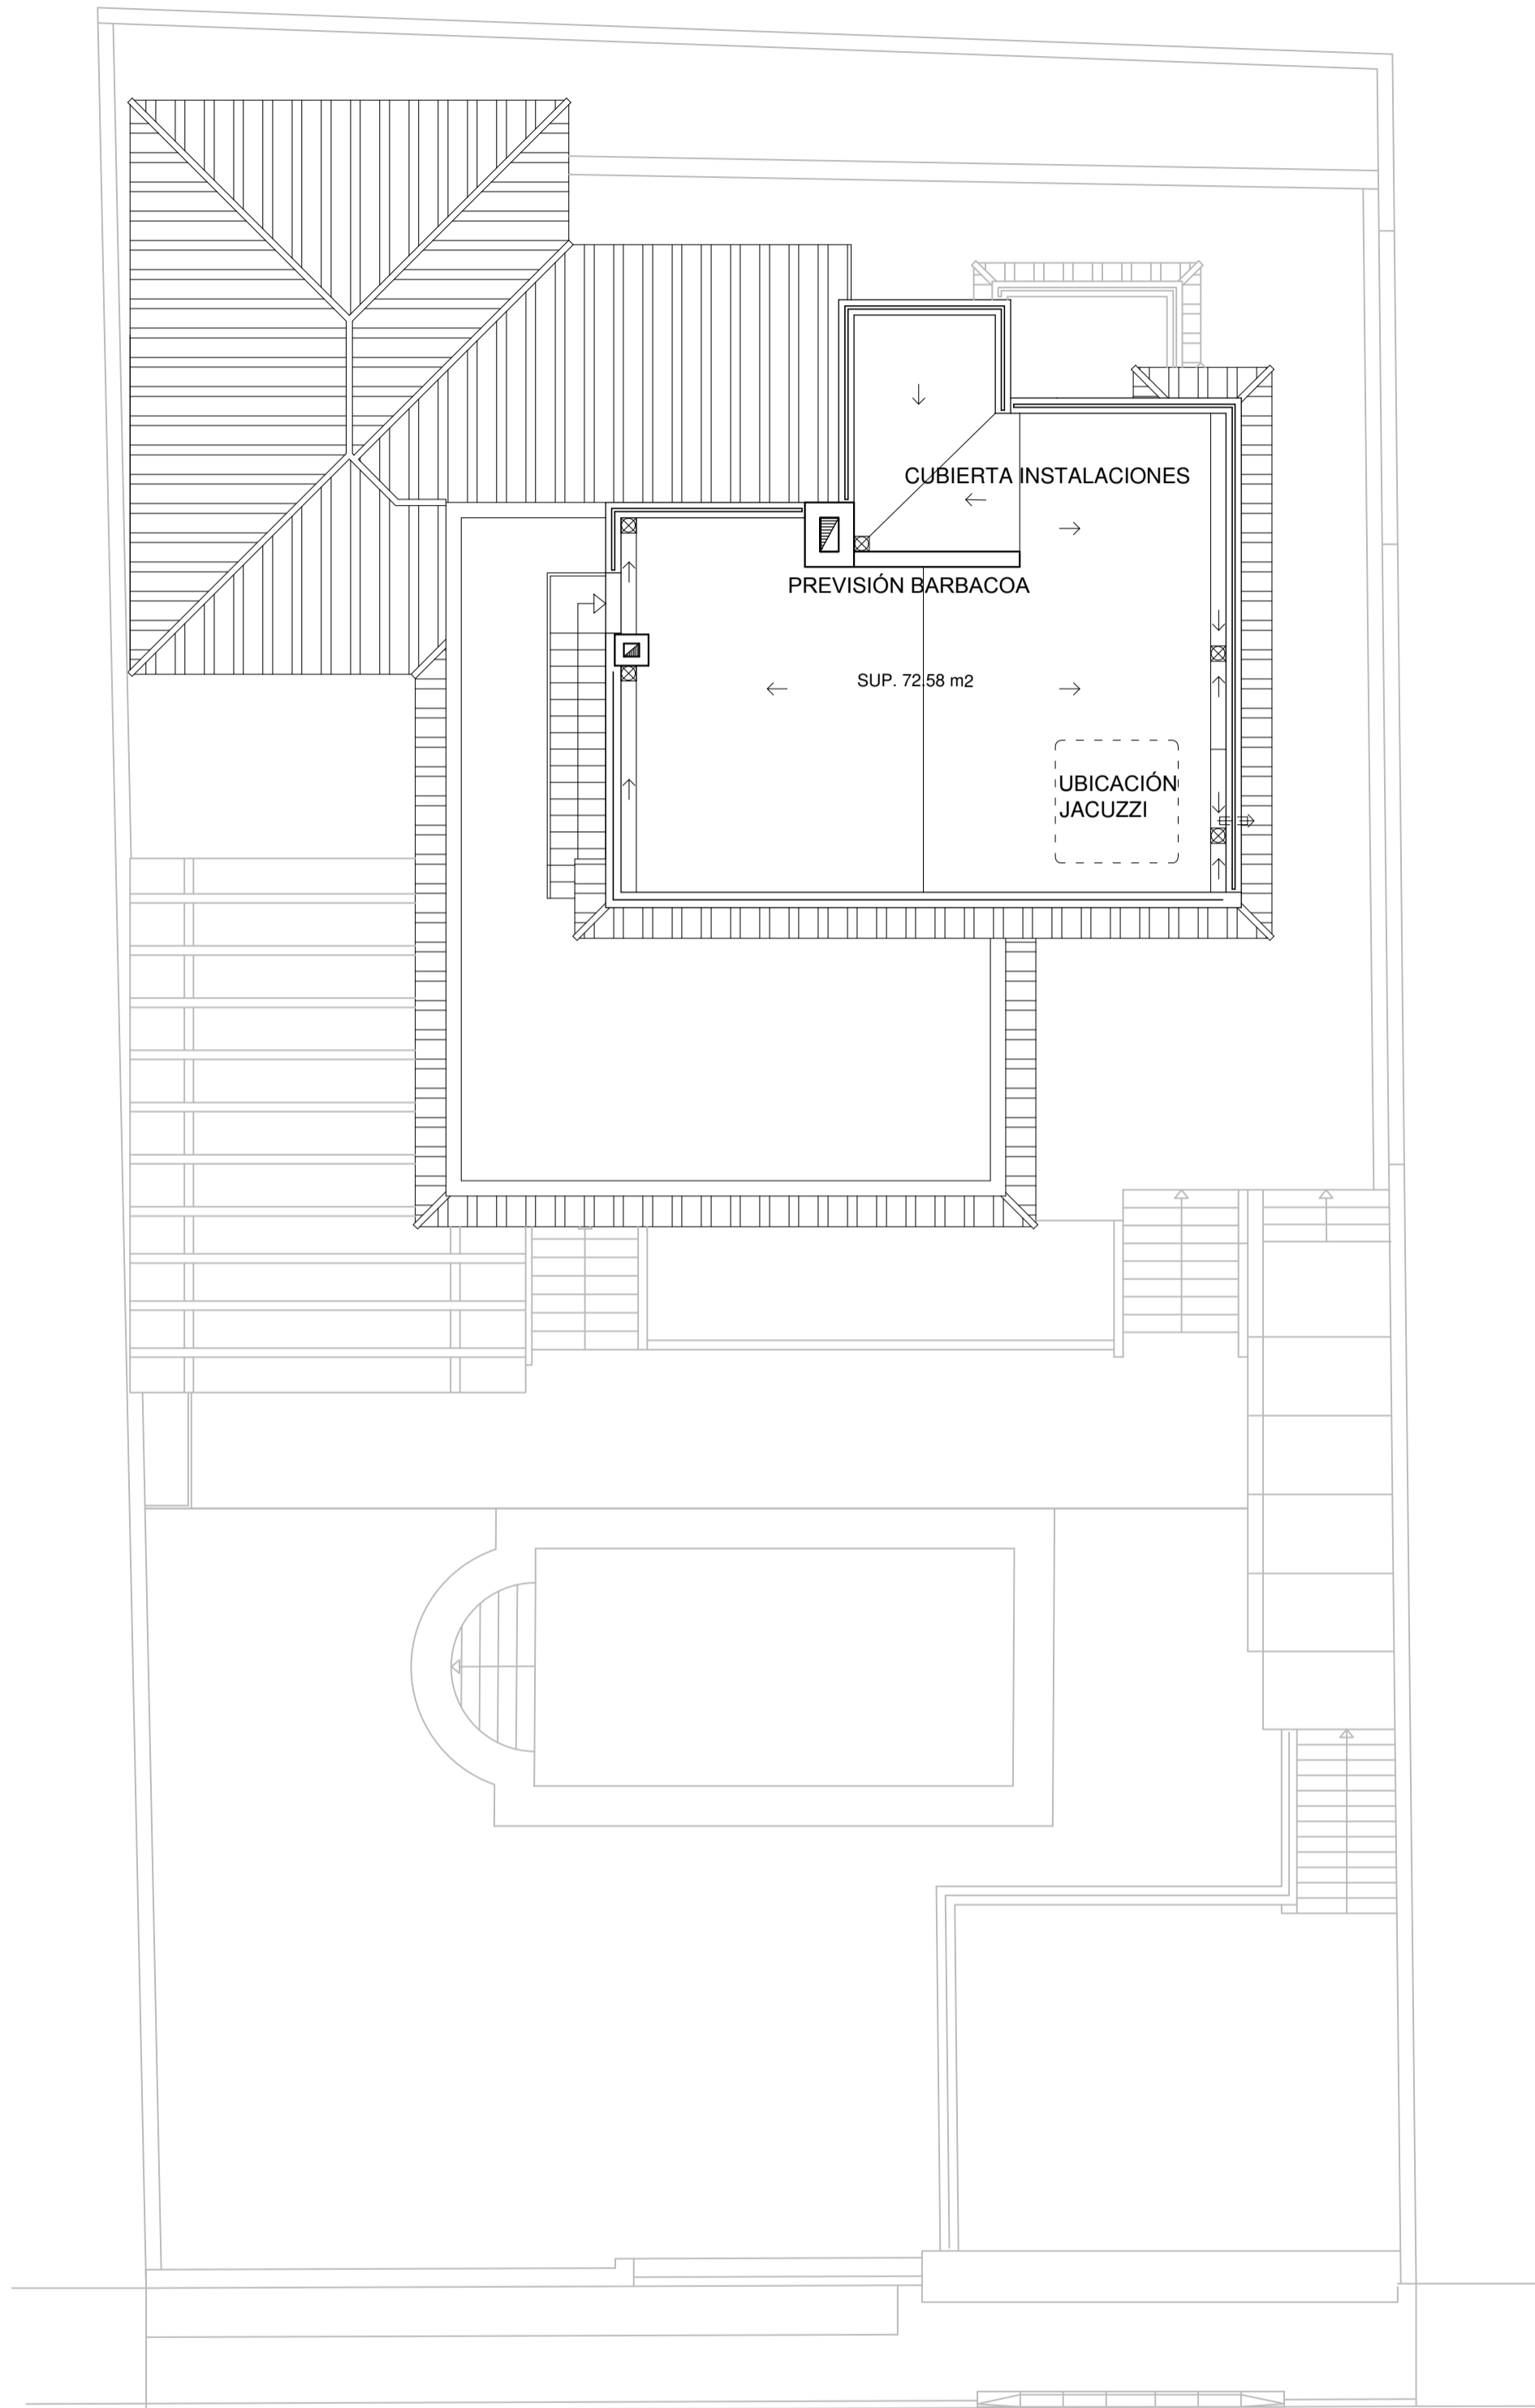 CUBIERTA INSTALACIONES
PREVISIÓN BARBACOA
SUP. 72.58 m2
UBICACIÓN
JACUZZI